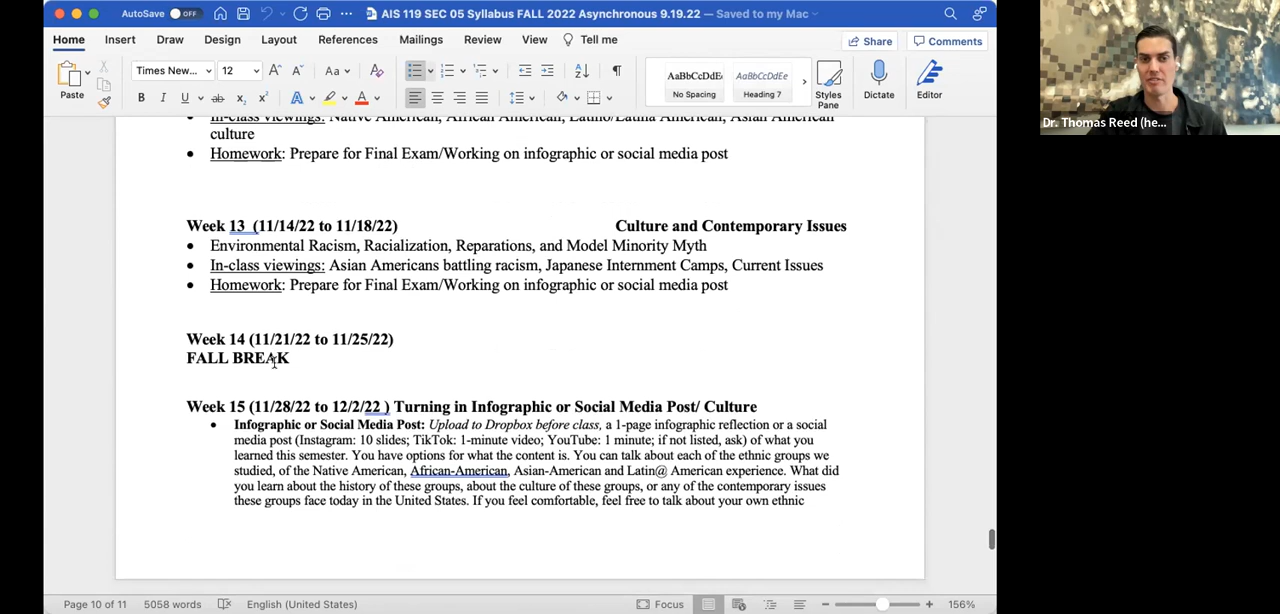 AutoSave OFF
AIS 119 SEC 05 Syllabus FALL 2022 Asynchronous 9.19.22 — Saved to my Mac
Home Insert Draw Design Layout References Mailings Review View Tell me Share Comments
Paste Times New... 12 Aa AaBbCcDdEe AaBbCcDdEe
No Spacing Heading 7 Styles Pane Dictate Editor
Dr. Thomas Reed (he...
In-class viewings: Native American, African American, Latino/Latina American, Asian American
culture
• Homework: Prepare for Final Exam/Working on infographic or social media post
Week 13 (11/14/22 to 11/18/22) Culture and Contemporary Issues
• Environmental Racism, Racialization, Reparations, and Model Minority Myth
• In-class viewings: Asian Americans battling racism, Japanese Internment Camps, Current Issues
• Homework: Prepare for Final Exam/Working on infographic or social media post
Week 14 (11/21/22 to 11/25/22)
FALL BREAK
Week 15 (11/28/22 to 12/2/22 ) Turning in Infographic or Social Media Post/ Culture
• Infographic or Social Media Post: Upload to Dropbox before class, a 1-page infographic reflection or a social
media post (Instagram: 10 slides; TikTok: 1-minute video; YouTube: 1 minute; if not listed, ask) of what you
learned this semester. You have options for what the content is. You can talk about each of the ethnic groups we
studied, of the Native American, African-American, Asian-American and Latin@ American experience. What did
you learn about the history of these groups, about the culture of these groups, or any of the contemporary issues
these groups face today in the United States. If you feel comfortable, feel free to talk about your own ethnic
Page 10 of 11 5058 words English (United States) Focus 156%